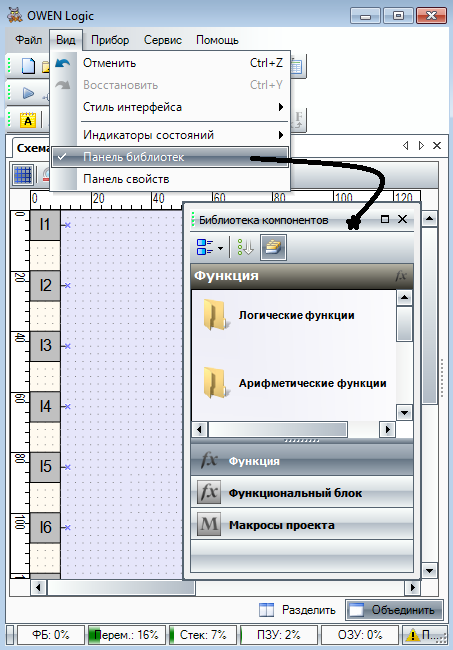 OWEN Logic
Файл Вид Прибор Сервис Помощь
Отменить Ctrl+Z
Восстановить Ctrl+Y
Стиль интерфейса
Индикаторы состояний
Панель библиотек
Панель свойств
Схема
0 20 40 60 80 100 120
Библиотека компонентов
Функция fx
Логические функции
Арифметические функции
fx Функция
fx Функциональный блок
M Макросы проекта
0
I1
20
I2
40
I3
60
I4
80
I5
100
I6
Разделить Объединить
ФБ: 0% Перем.: 16% Стек: 7% ПЗУ: 2% ОЗУ: 0% П...